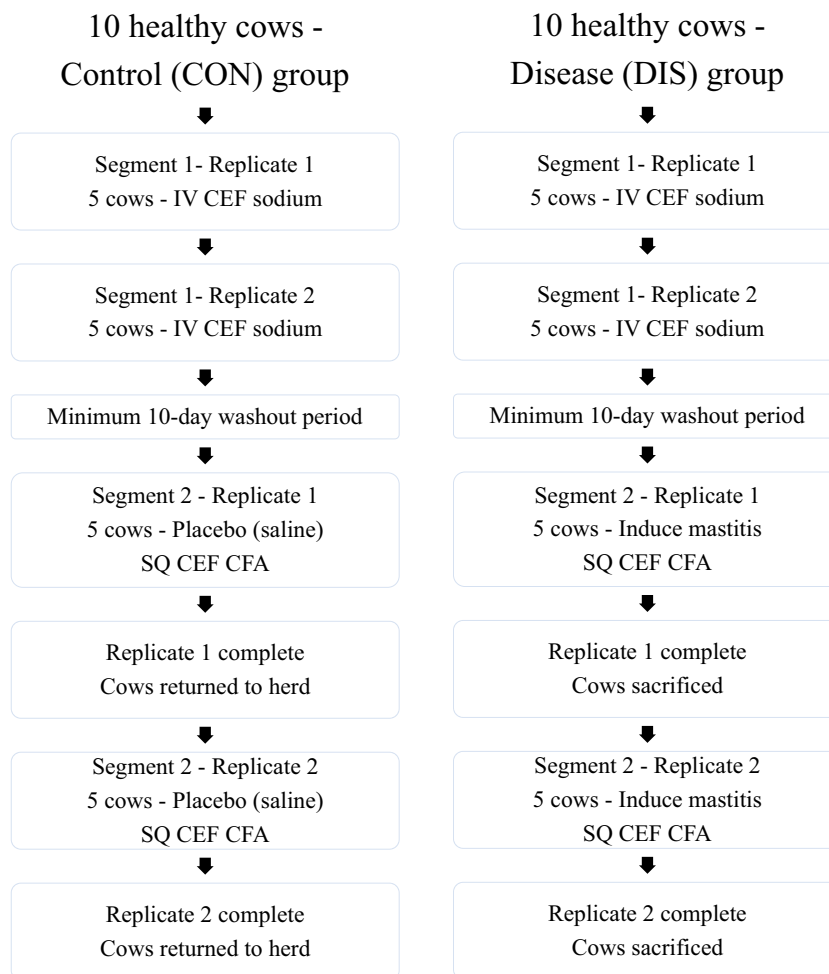 10 healthy cows -
Control (CON) group
Segment 1- Replicate 1
5 cows - IV CEF sodium
Segment 1- Replicate 2
5 cows - IV CEF sodium
Minimum 10-day washout period
Segment 2 - Replicate 1
5 cows - Placebo (saline)
SQ CEF CFA
Replicate 1 complete
Cows returned to herd
Segment 2 - Replicate 2
5 cows - Placebo (saline)
SQ CEF CFA
Replicate 2 complete
Cows returned to herd
10 healthy cows -
Disease (DIS) group
Segment 1- Replicate 1
5 cows - IV CEF sodium
Segment 1- Replicate 2
5 cows - IV CEF sodium
Minimum 10-day washout period
Segment 2 - Replicate 1
5 cows - Induce mastitis
SQ CEF CFA
Replicate 1 complete
Cows sacrificed
Segment 2 - Replicate 2
5 cows - Induce mastitis
SQ CEF CFA
Replicate 2 complete
Cows sacrificed